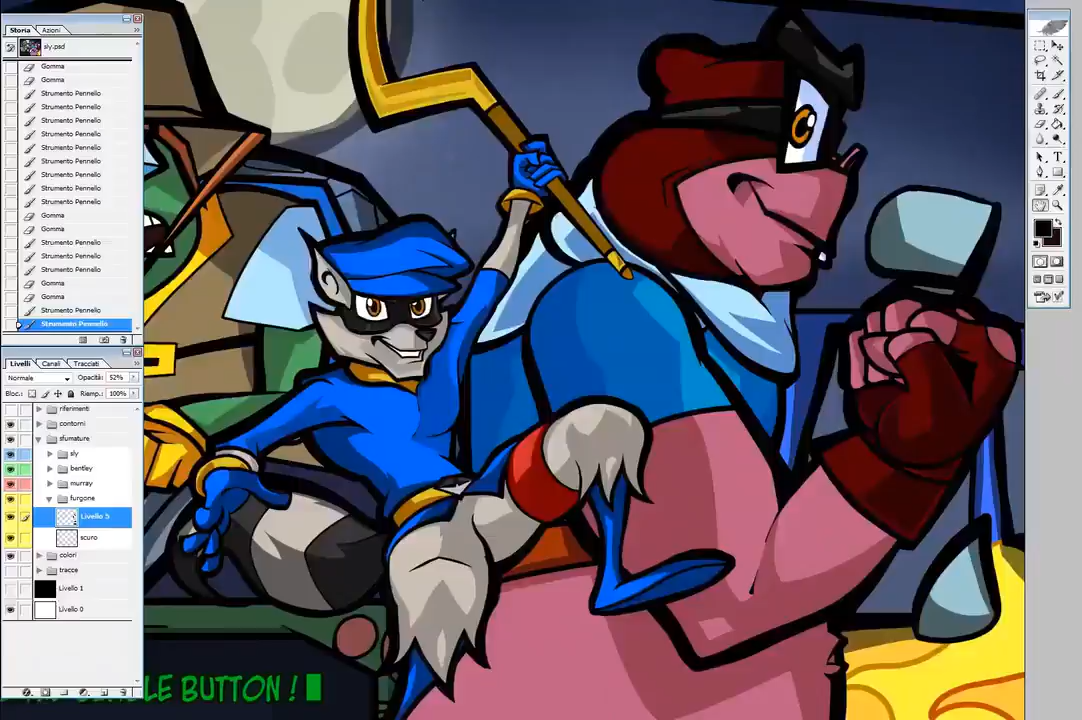 Storia Azioni
sly.psd
Gomma
Gomma
Strumento Pennello
Strumento Pennello
Strumento Pennello
Strumento Pennello
Strumento Pennello
Strumento Pennello
Strumento Pennello
Strumento Pennello
Strumento Pennello
Gomma
Gomma
Strumento Pennello
Strumento Pennello
Strumento Pennello
Gomma
Gomma
Strumento Pennello
Strumento Pennello
Livelli Canali Tracciati
Normale Opacità: 52%
Bloc.: Riemp.: 100%
riferimenti
contorni
sfumature
sly
bentley
murray
furgone
Livello 5
scuro
colori
tracce
Livello 1
Livello 0
LE BUTTON !